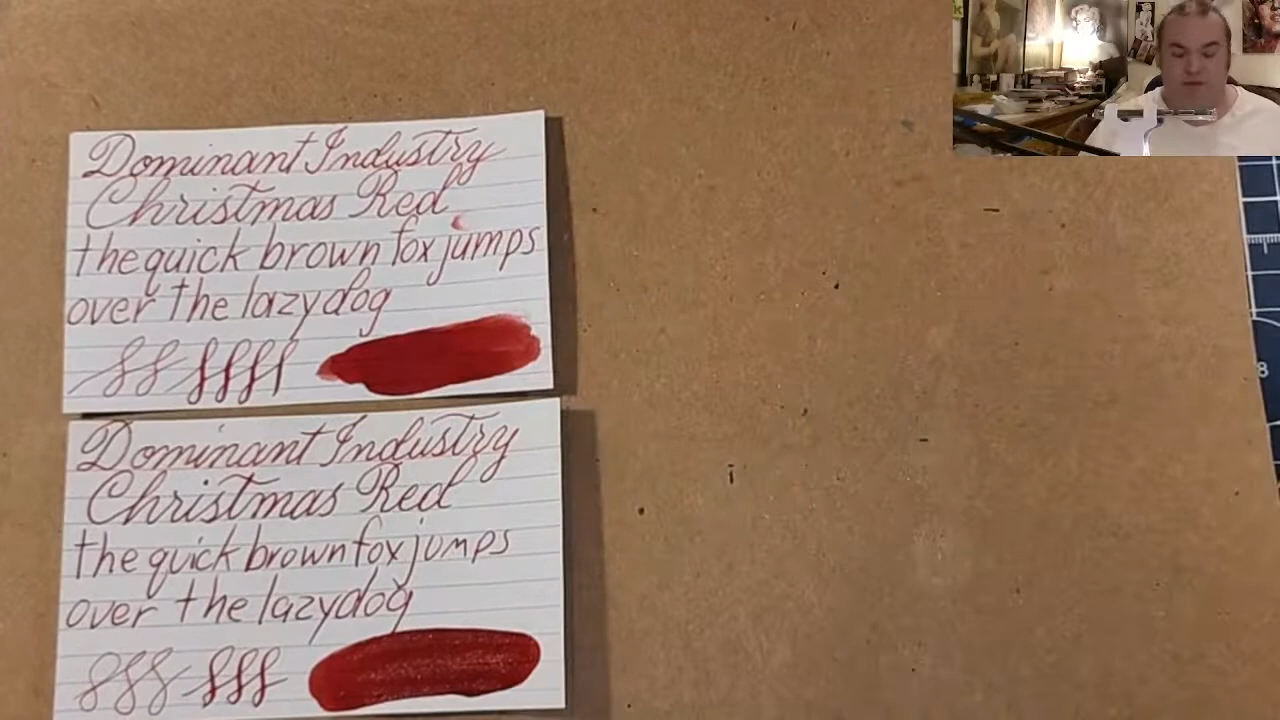 Dominant Industry
Christmas Red
the quick brown fox jumps
over the lazy dog
Dominant Industry
Christmas Red
the quick brown fox jumps
over the lazy dog
8